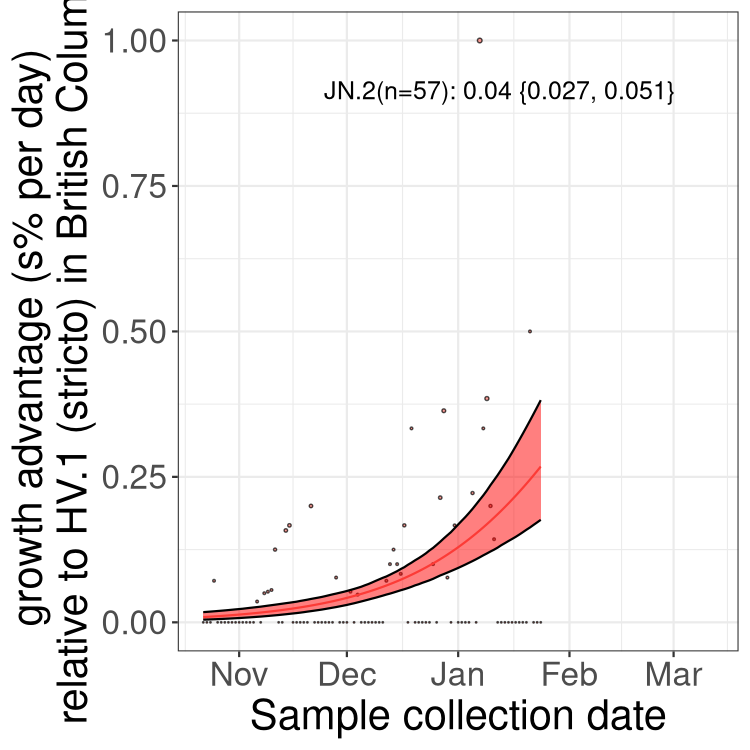 growth advantage (s% per day)
relative to HV.1 (stricto) in British Colum
1.00
0.75
0.50
0.25
0.00
JN.2(n=57): 0.04 {0.027, 0.051}
Nov Dec Jan Feb Mar
Sample collection date